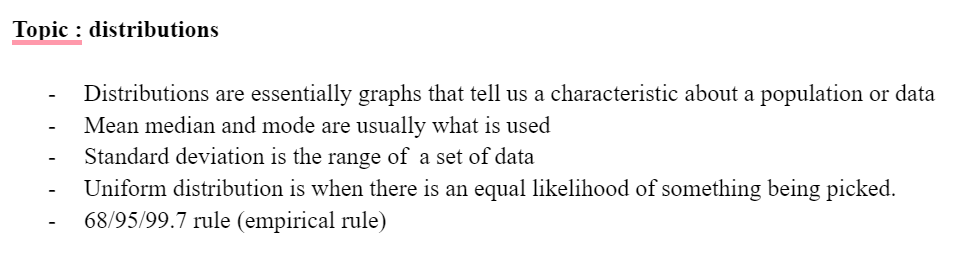 Topic : distributions
- Distributions are essentially graphs that tell us a characteristic about a population or data
- Mean median and mode are usually what is used
- Standard deviation is the range of  a set of data
- Uniform distribution is when there is an equal likelihood of something being picked.
- 68/95/99.7 rule (empirical rule)